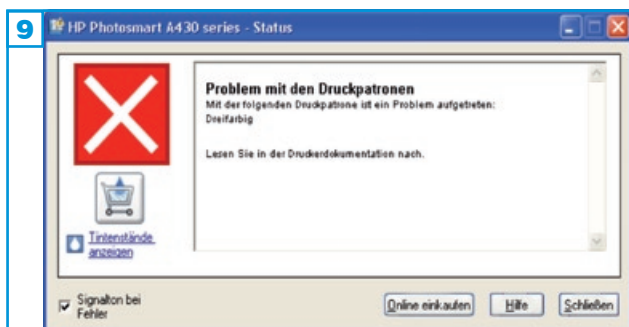 9
HP Photosmart A430 series - Status
Problem mit den Druckpatronen
Mit der folgenden Druckpatrone ist ein Problem aufgetreten:
Dreifarbig
Lesen Sie in der Druckerdokumentation nach.
Tintenstände
anzeigen
Signalton bei
Fehler
Online einkaufen
Hilfe
Schließen